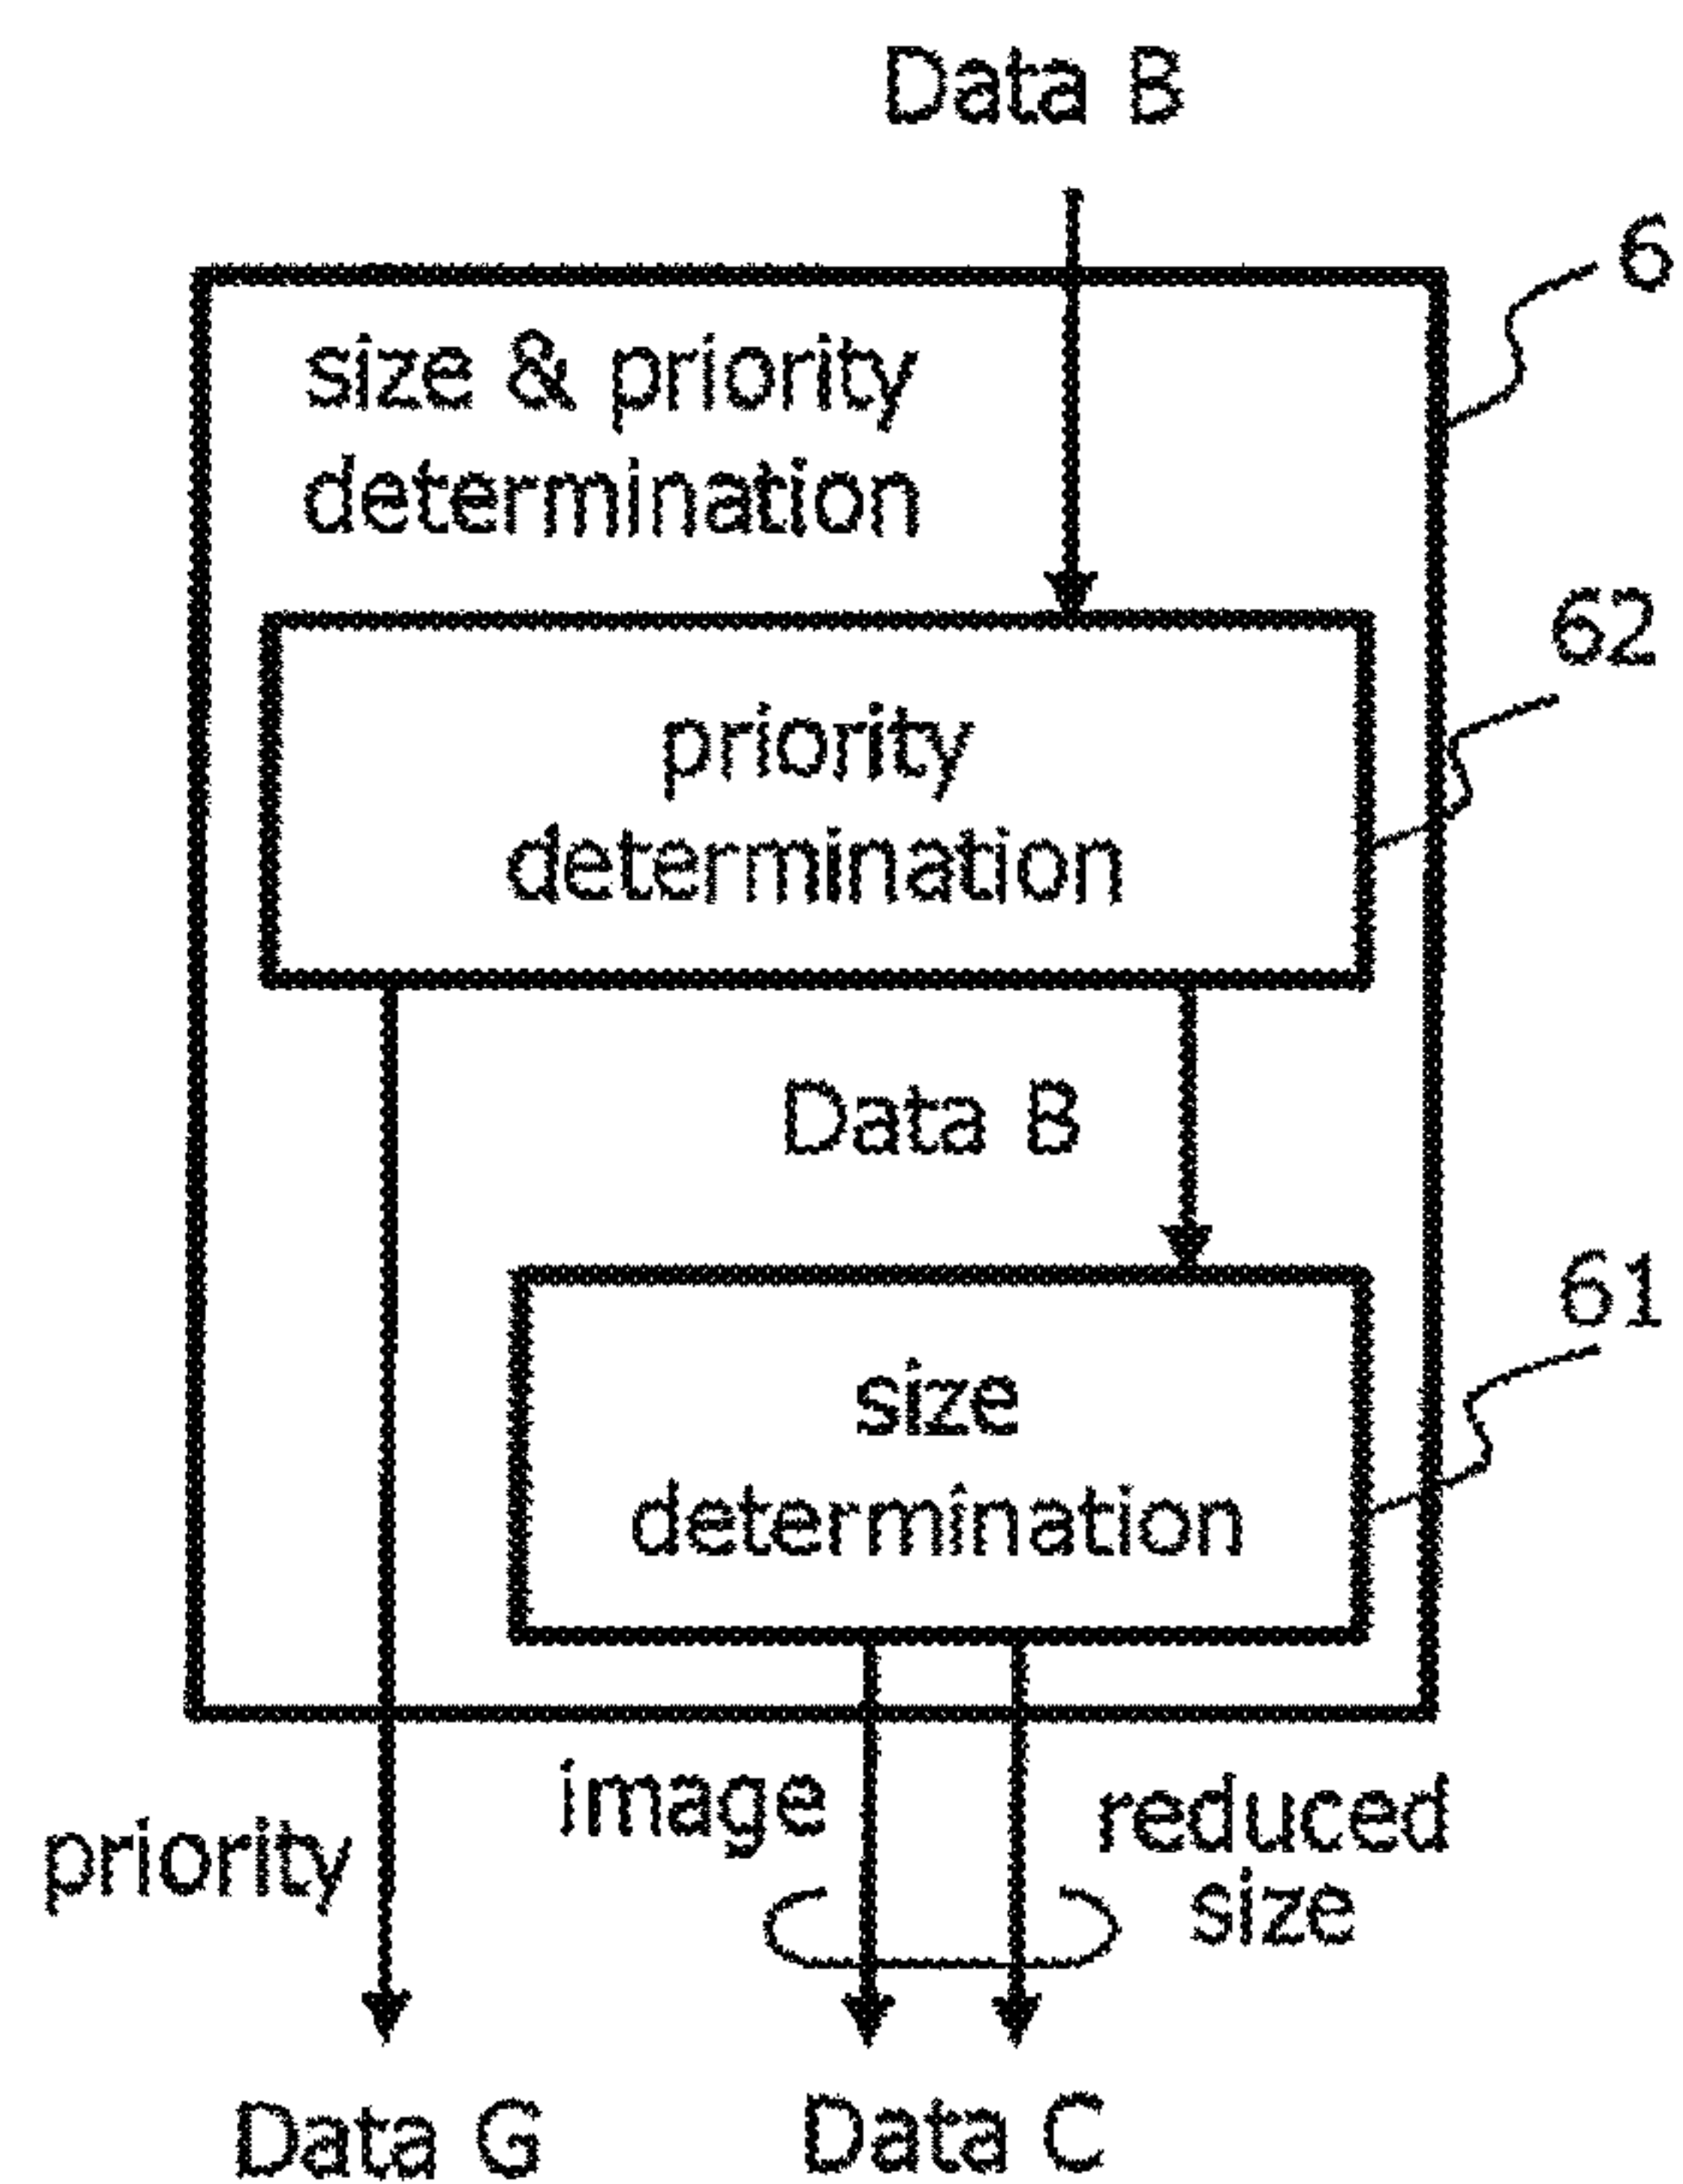 Data B
6
size & priority
determination
62
priority
determination
Data B
61
size
determination
image
reduced
size
priority
Data G
Data C